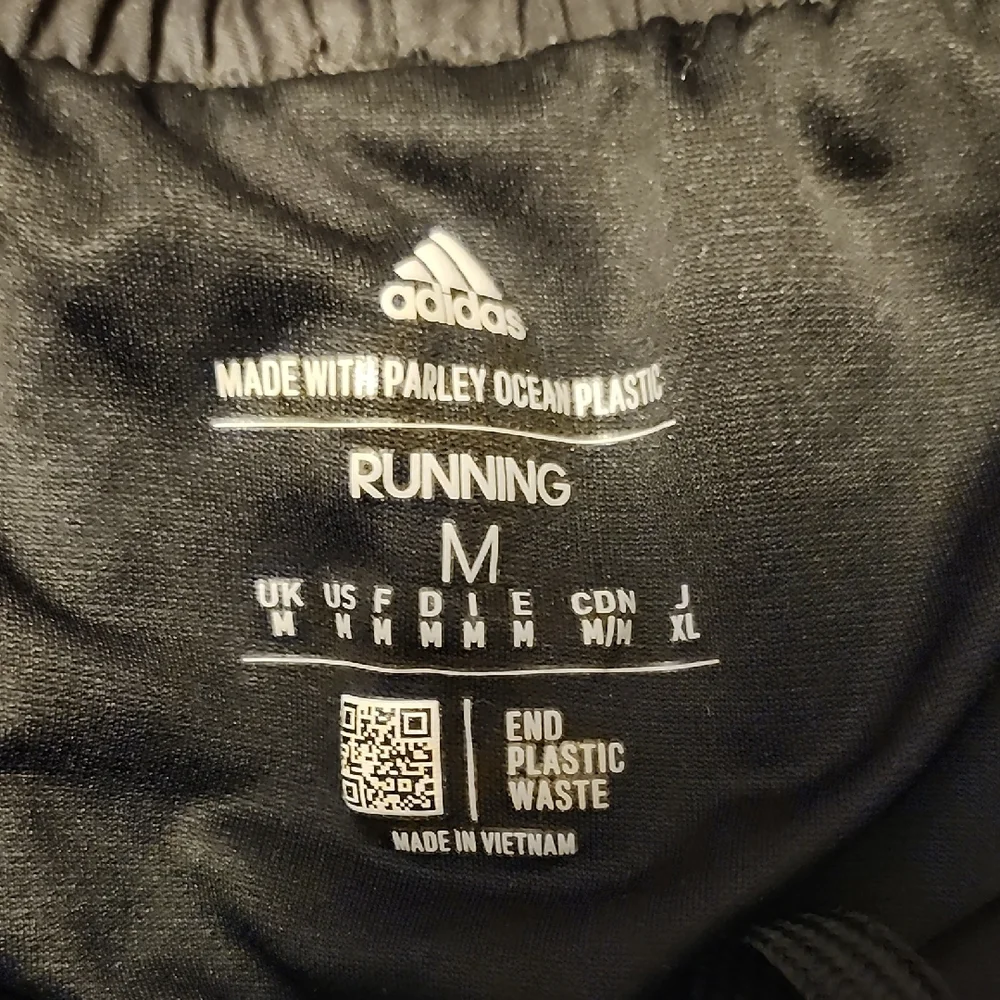 adidas
MADE WITH PARLEY OCEAN PLASTIC
RUNNING
M
UK US F D I E CDN J
M M M M M M M/M XL
END
PLASTIC
WASTE
MADE IN VIETNAM